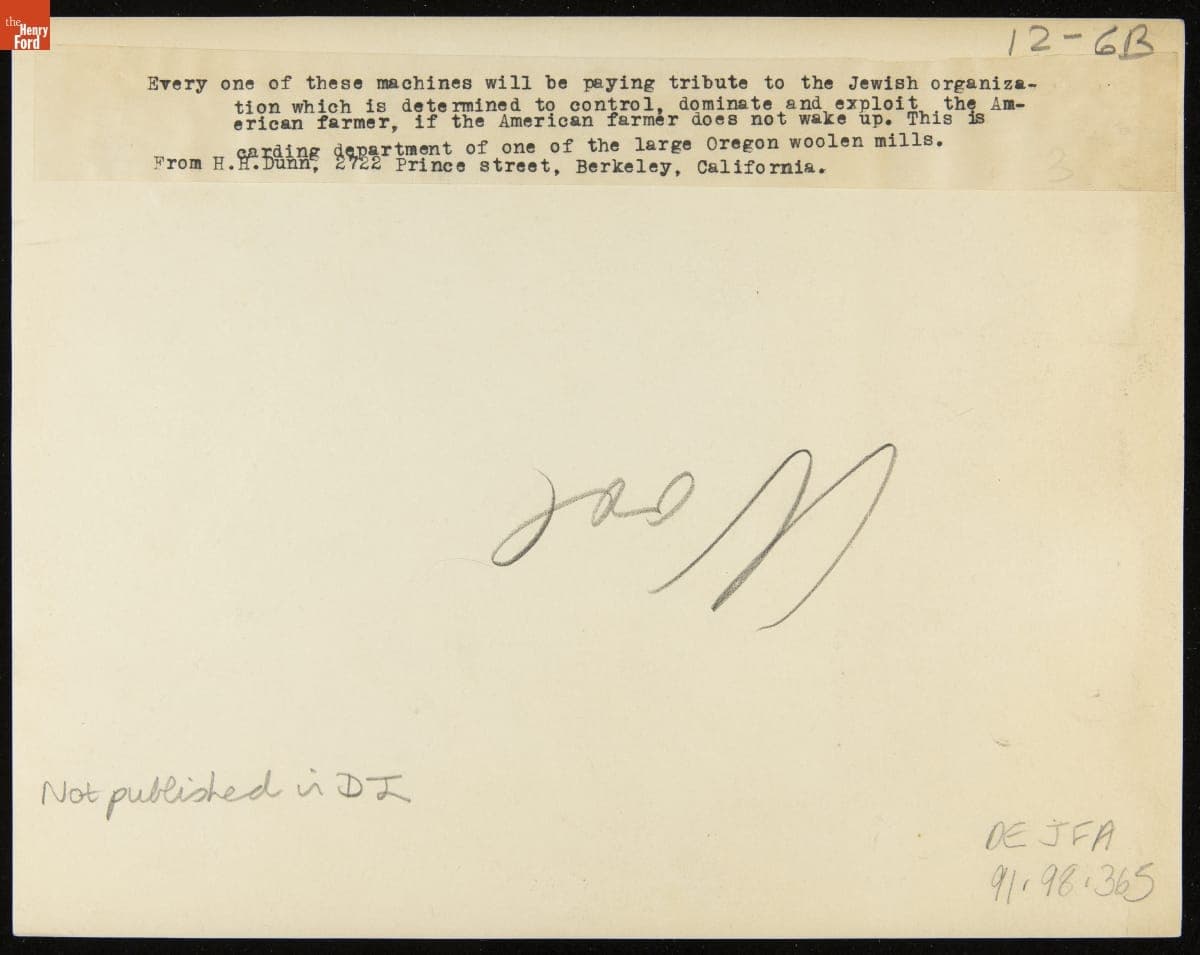 the
Henry
Ford
12-6B
Every one of these machines will be paying tribute to the Jewish organiza-
tion which is determined to control, dominate and exploit the Am-
erican farmer, if the American farmer does not wake up. This is
carding department of one of the large Oregon woolen mills.
From H.H.Dunn, 2722 Prince street, Berkeley, California.
3
Not published in DI
DE JFA
91.98.365